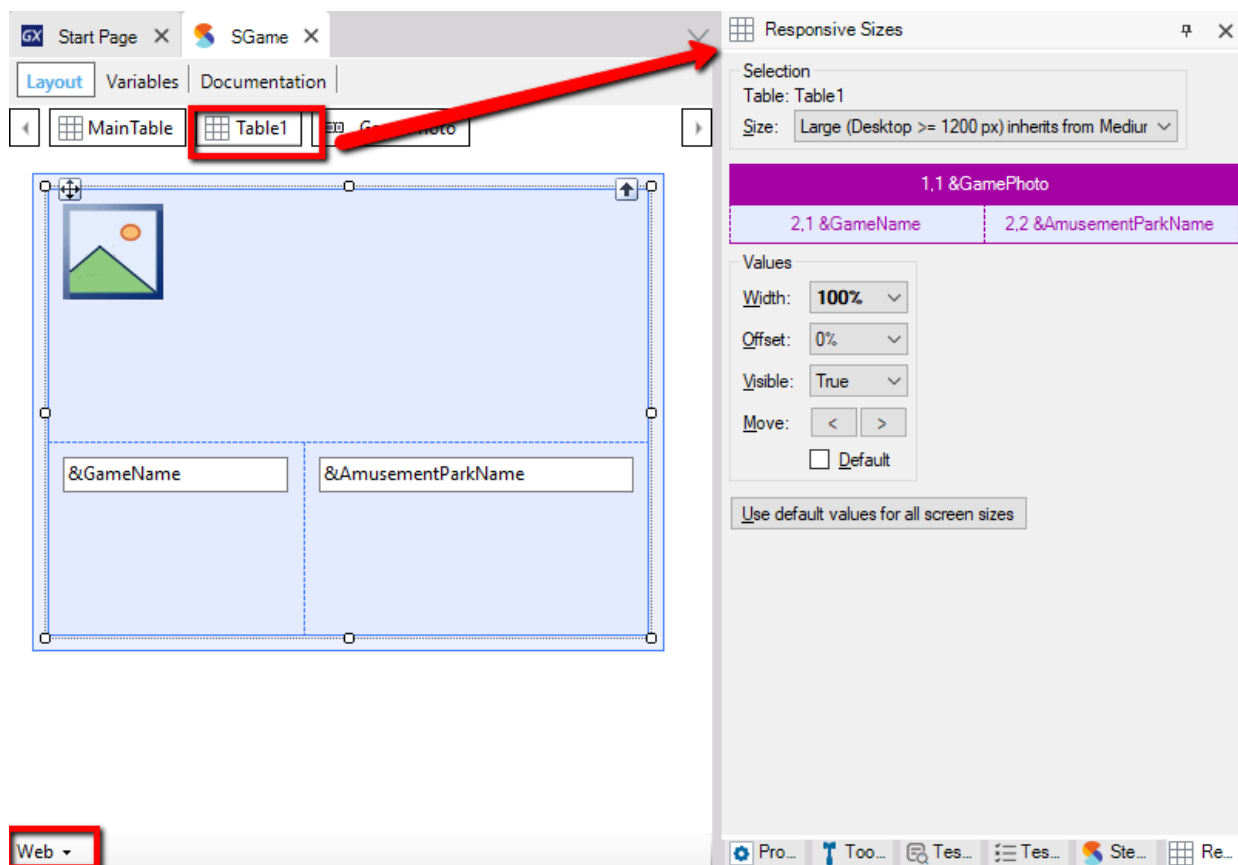 GX Start Page SGame
Layout Variables Documentation
MainTable Table1
&GameName &AmusementParkName
Web
Responsive Sizes
Selection
Table: Table1
Size: Large (Desktop >= 1200 px) inherits from Mediur
1,1 &GamePhoto
2,1 &GameName 2,2 &AmusementParkName
Values
Width: 100%
Offset: 0%
Visible: True
Move: < >
Default
Use default values for all screen sizes
Pro... Too... Tes... Tes... Ste... Re...